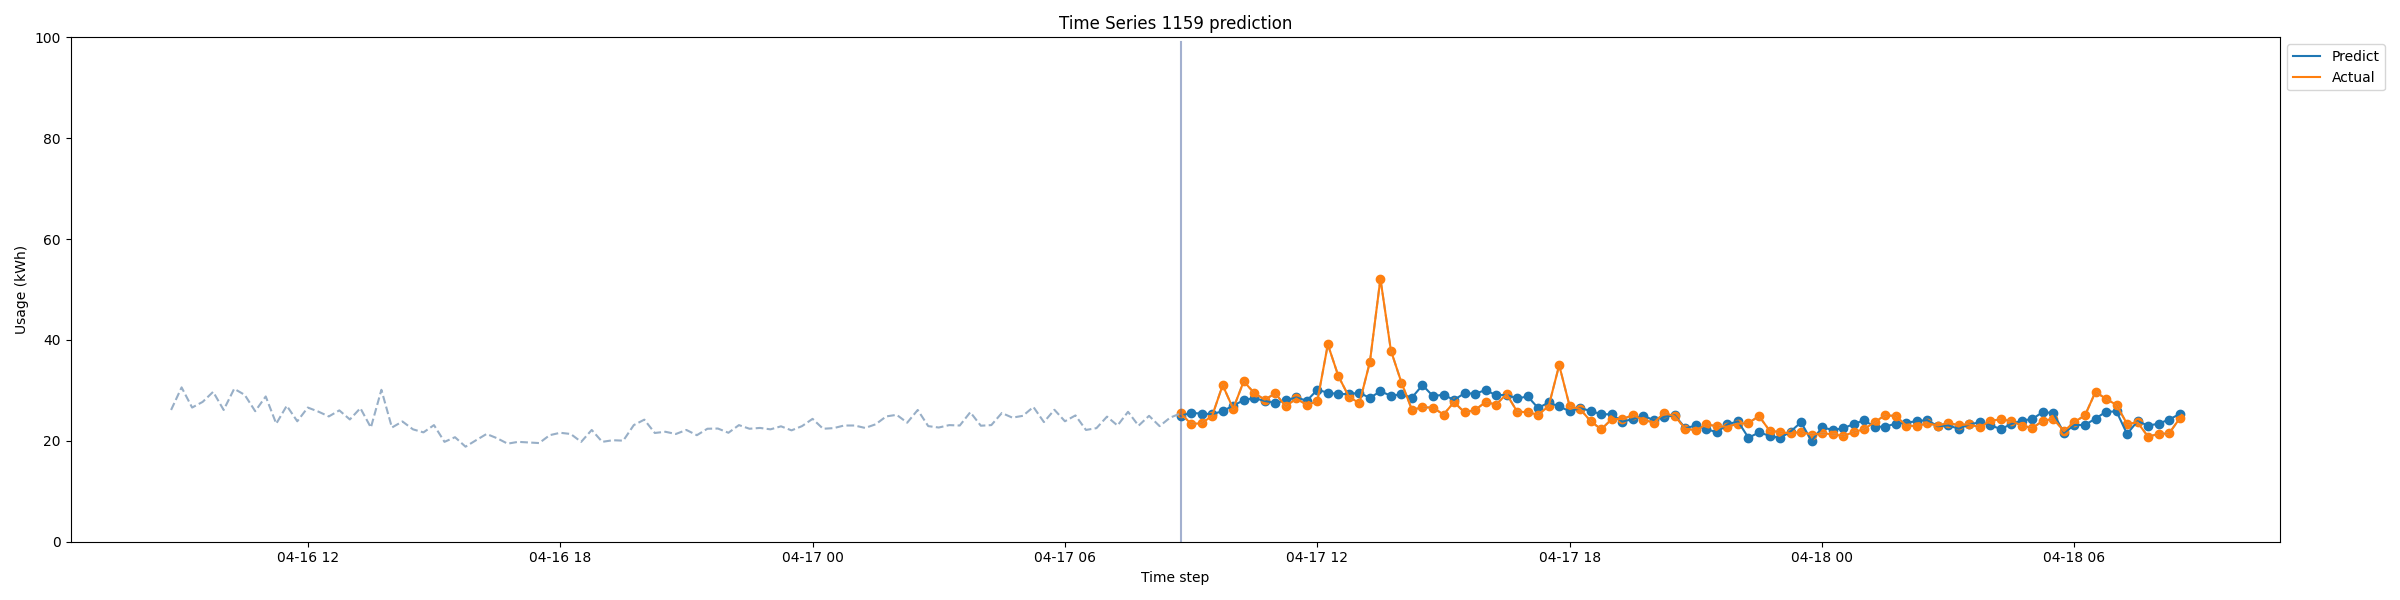 Time Series 1159 prediction
100
80
60
40
20
0
Usage (kWh)
04-16 12
04-16 18
04-17 00
04-17 06
04-17 12
04-17 18
04-18 00
04-18 06
Time step
Predict
Actual